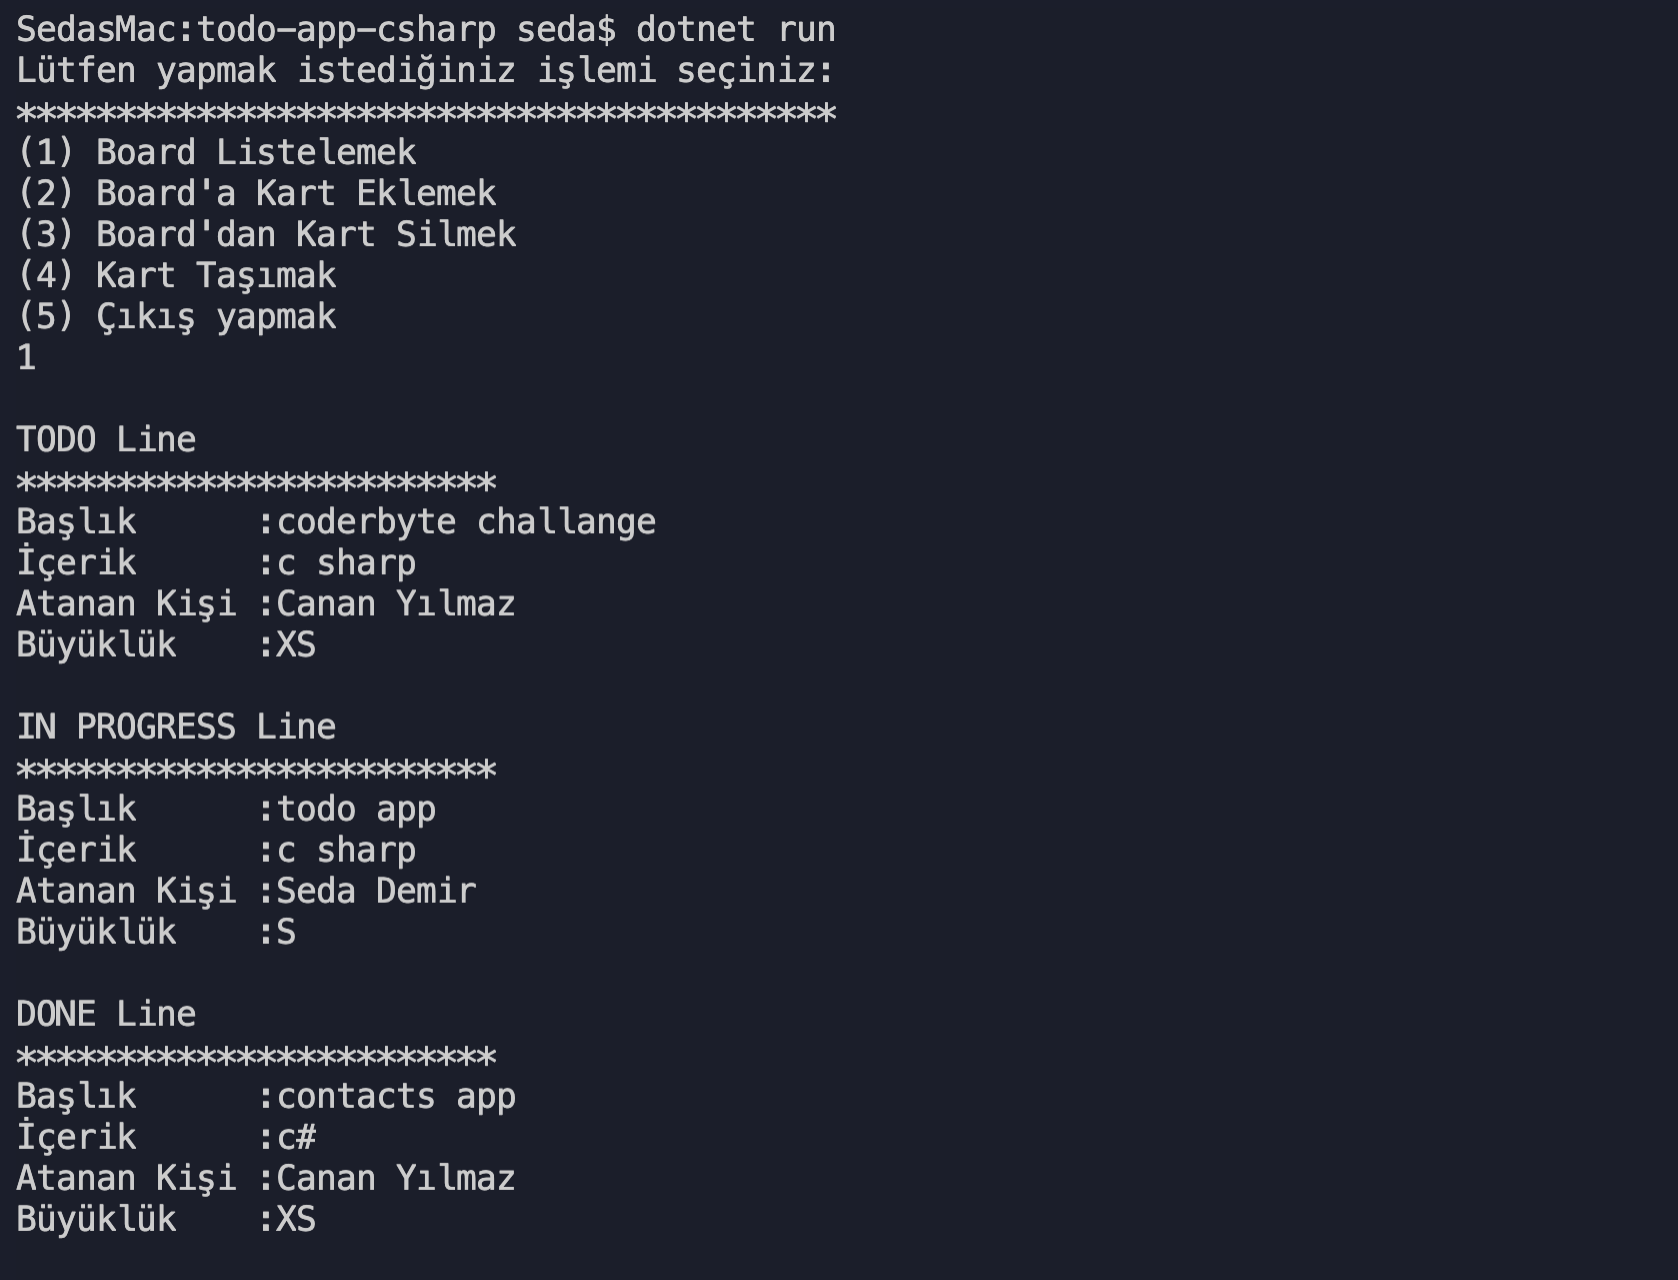 SedasMac:todo-app-csharp seda$ dotnet run
Lütfen yapmak istediğiniz işlemi seçiniz:
*****************************************
(1) Board Listelemek
(2) Board'a Kart Eklemek
(3) Board'dan Kart Silmek
(4) Kart Taşımak
(5) Çıkış yapmak
1
TODO Line
************************
Başlık      :coderbyte challange
İçerik      :c sharp
Atanan Kişi :Canan Yılmaz
Büyüklük    :XS
IN PROGRESS Line
************************
Başlık      :todo app
İçerik      :c sharp
Atanan Kişi :Seda Demir
Büyüklük    :S
DONE Line
************************
Başlık      :contacts app
İçerik      :c#
Atanan Kişi :Canan Yılmaz
Büyüklük    :XS